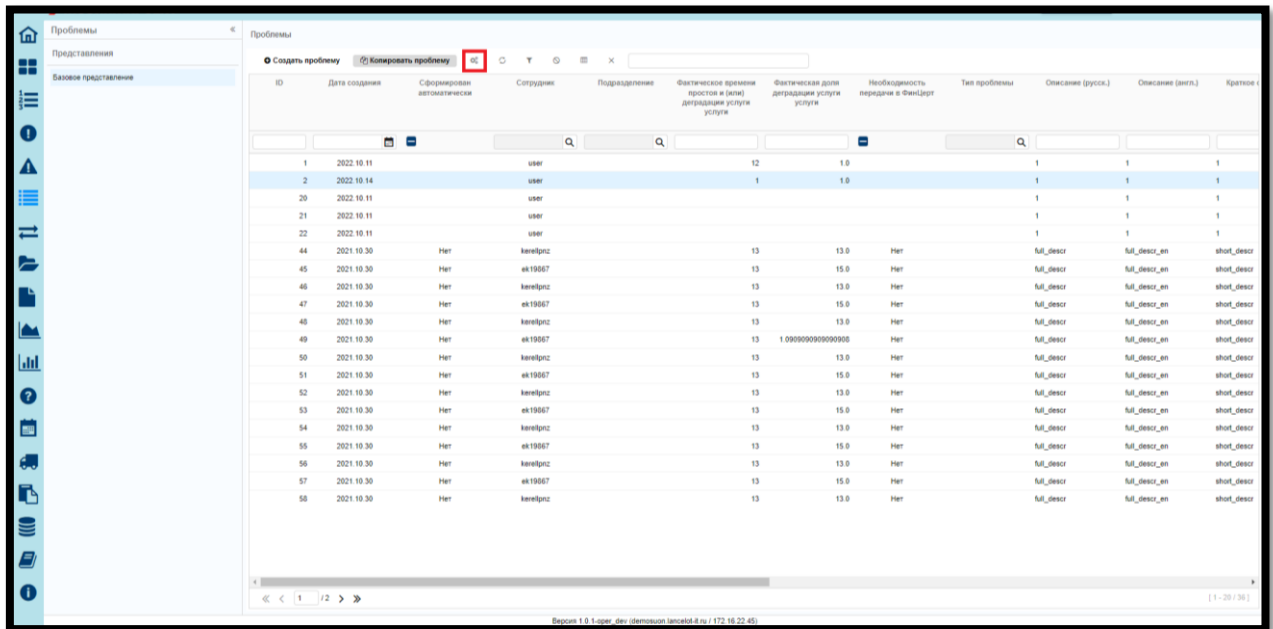 Проблемы
«
Проблемы
Представления
Базовое представление
Создать проблему Копировать проблему
ID Дата создания Сформирован автоматически Сотрудник Подразделение Фактическое времени простоя и (или) деградации услуги услуги Фактическая доля деградации услуги услуги Необходимость передачи в ФинЦерт Тип проблемы Описание (русск.) Описание (англ.) Краткое
1 2022.10.11 user 12 1.0 1 1 1
2 2022.10.14 user 1 1.0 1 1 1
20 2022.10.11 user 1 1 1
21 2022.10.11 user 1 1 1
22 2022.10.11 user 1 1 1
44 2021.10.30 Нет kerellpnz 13 13.0 Нет full_descr full_descr_en short_descr
45 2021.10.30 Нет ek19867 13 15.0 Нет full_descr full_descr_en short_descr
46 2021.10.30 Нет kerellpnz 13 13.0 Нет full_descr full_descr_en short_descr
47 2021.10.30 Нет ek19867 13 15.0 Нет full_descr full_descr_en short_descr
48 2021.10.30 Нет kerellpnz 13 13.0 Нет full_descr full_descr_en short_descr
49 2021.10.30 Нет ek19867 13 1.0909090909090908 Нет full_descr full_descr_en short_descr
50 2021.10.30 Нет kerellpnz 13 13.0 Нет full_descr full_descr_en short_descr
51 2021.10.30 Нет ek19867 13 15.0 Нет full_descr full_descr_en short_descr
52 2021.10.30 Нет kerellpnz 13 13.0 Нет full_descr full_descr_en short_descr
53 2021.10.30 Нет ek19867 13 15.0 Нет full_descr full_descr_en short_descr
54 2021.10.30 Нет kerellpnz 13 13.0 Нет full_descr full_descr_en short_descr
55 2021.10.30 Нет ek19867 13 15.0 Нет full_descr full_descr_en short_descr
56 2021.10.30 Нет kerellpnz 13 13.0 Нет full_descr full_descr_en short_descr
57 2021.10.30 Нет ek19867 13 15.0 Нет full_descr full_descr_en short_descr
58 2021.10.30 Нет kerellpnz 13 13.0 Нет full_descr full_descr_en short_descr
1 /2 [1 - 20 / 36]
Версия 1.0.1-oper_dev (demosuon.lancelot-it.ru / 172.16.22.45)